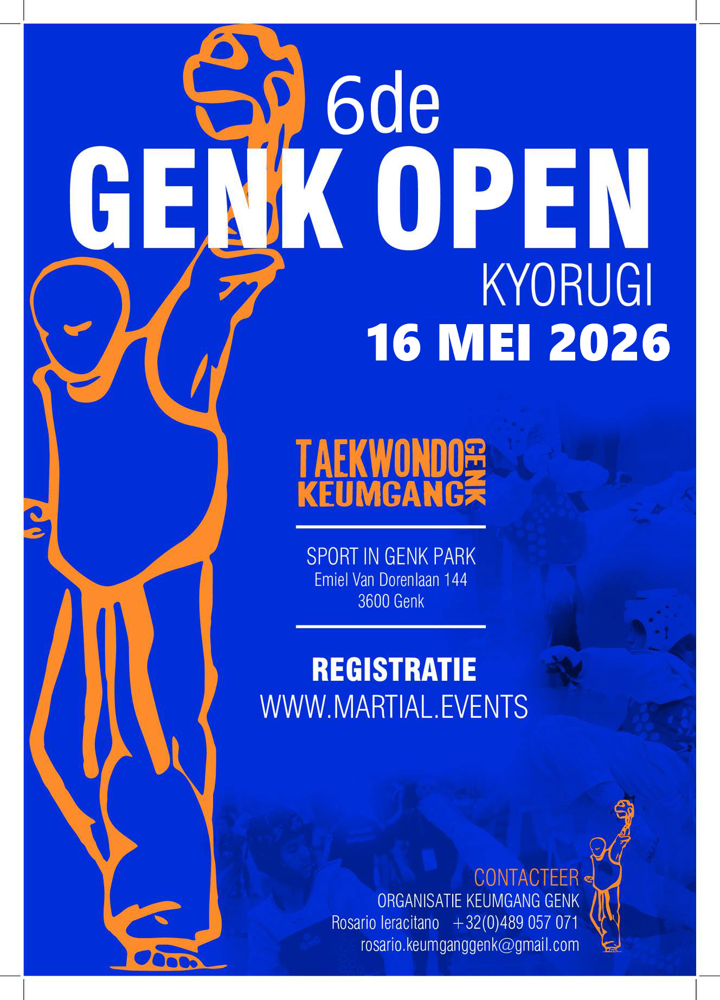 6de
GENK OPEN
KYORUGI
16 MEI 2026
TAEKWONDO
KEUMGANG
GENK
SPORT IN GENK PARK
Emiel Van Dorenlaan 144
3600 Genk
REGISTRATIE
WWW.MARTIAL.EVENTS
CONTACTEER
ORGANISATIE KEUMGANG GENK
Rosario Ieracitano +32(0)489 057 071
rosario.keumganggenk@gmail.com